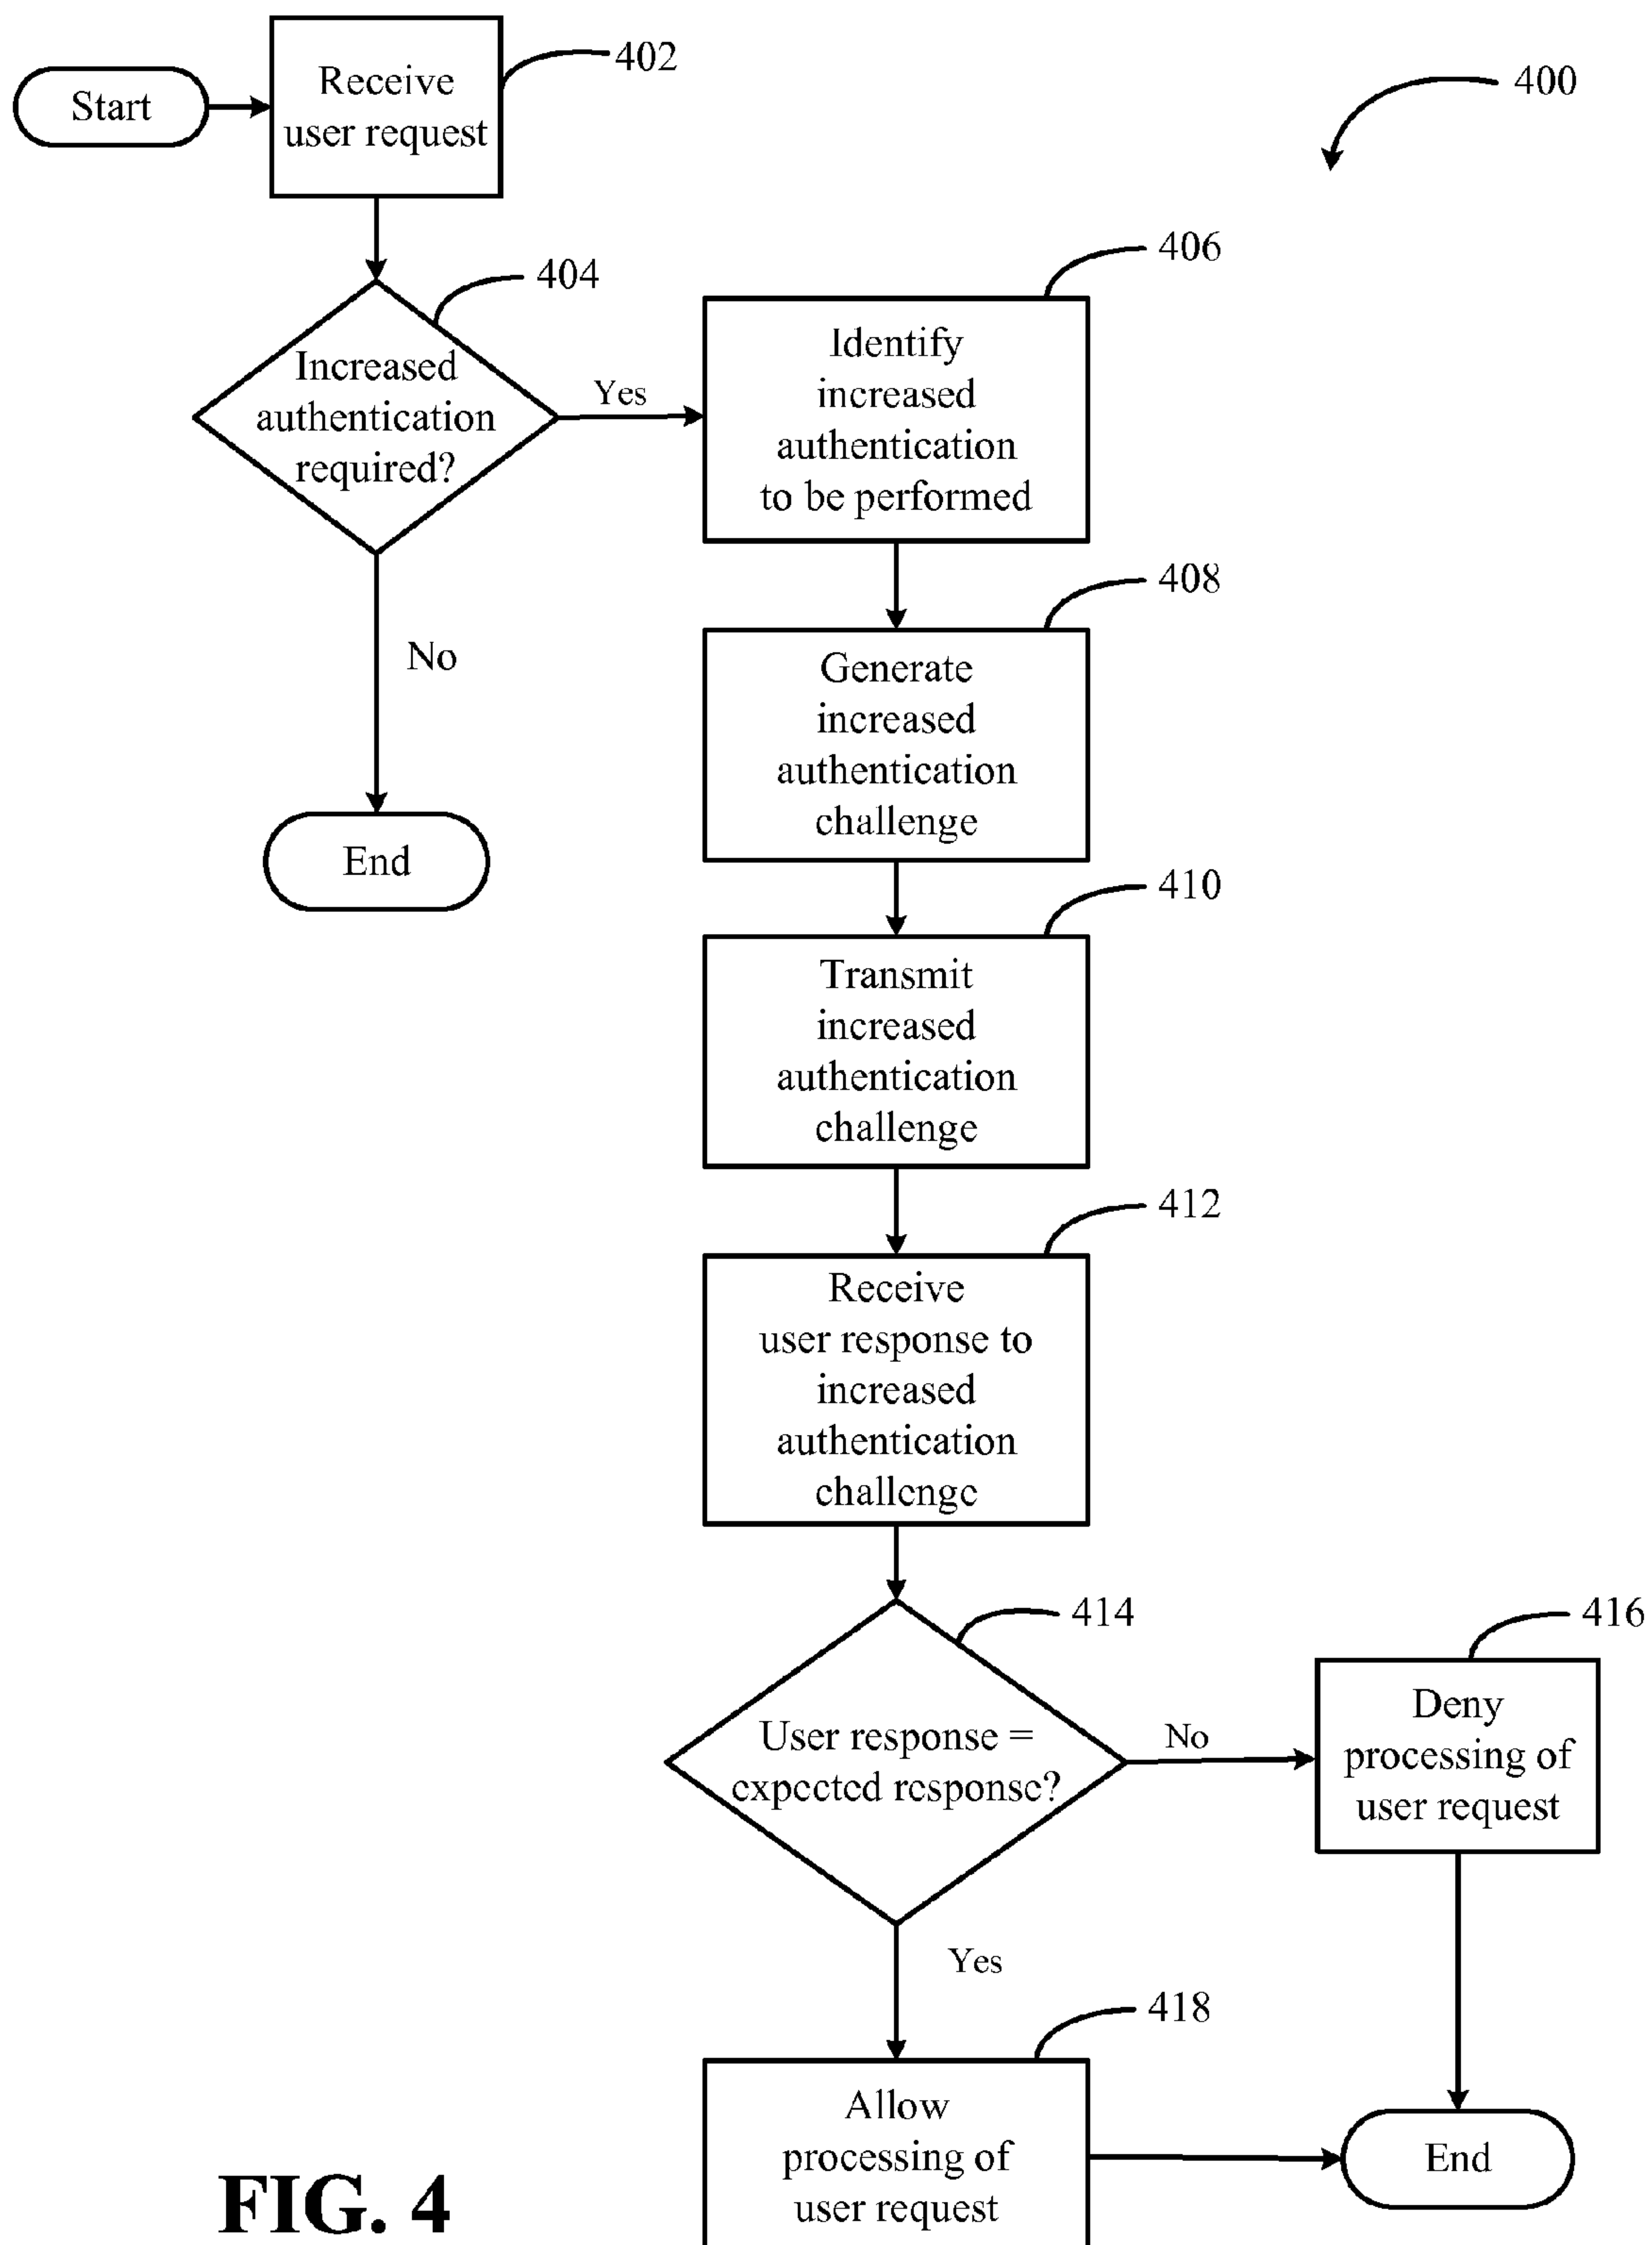 Start
Receive
user request
402
400
404
Increased
authentication
required?
Yes
No
End
406
Identify
increased
authentication
to be performed
408
Generate
increased
authentication
challenge
410
Transmit
increased
authentication
challenge
412
Receive
user response to
increased
authentication
challenge
414
User response =
expected response?
No
416
Deny
processing of
user request
Yes
418
Allow
processing of
user request
End
FIG. 4